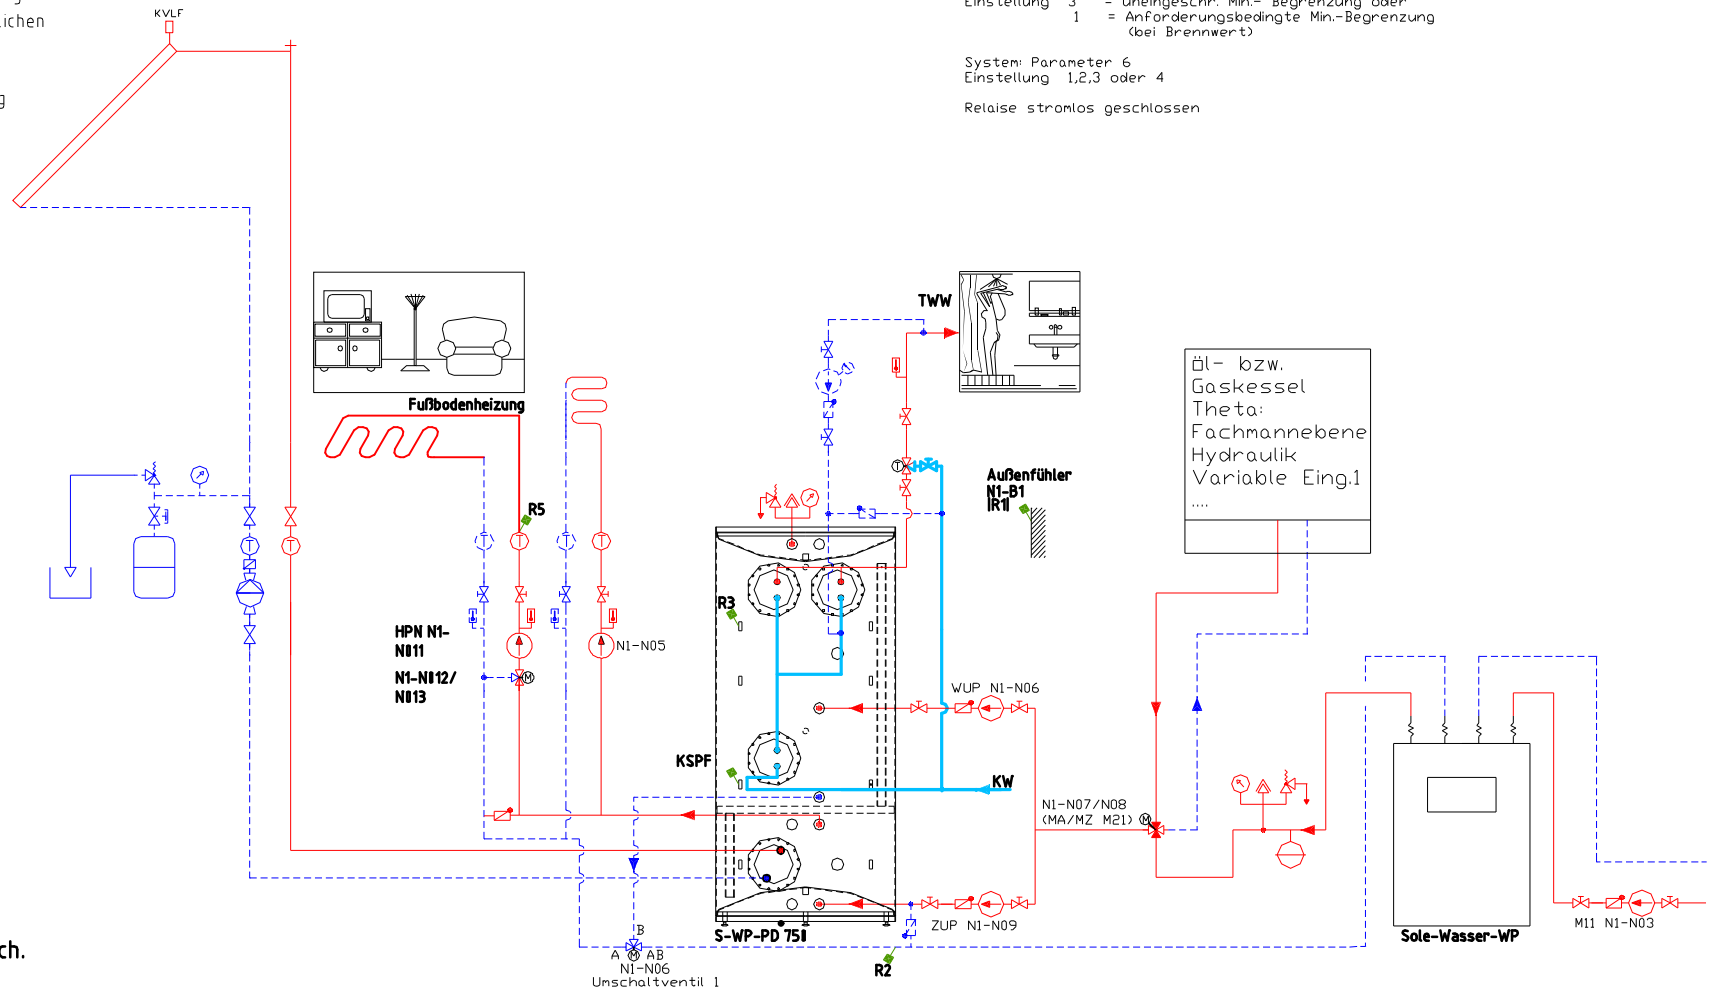 lichen
g
ch.
KVLF
Einstellung 3 = uneingeschr. Min.- Begrenzung oder
1 = Anforderungsbedingte Min.-Begrenzung
(bei Brennwert)
System: Parameter 6
Einstellung 1,2,3 oder 4
Relaise stromlos geschlossen
Fußbodenheizung
TWW
öl- bzw.
Gaskessel
Theta:
Fachmannebene
Hydraulik
Variable Eing.1
....
Außenfühler
N1-B1
|R1|
R5
T
T
T
T
T
T
T
R3
HPN N1-
N011
N1-N05
N1-N012/
N013
M
WUP N1-N06
KSPF
KW
N1-N07/N08
(MA/MZ M21)
M
ZUP N1-N09
S-WP-PD 750
B
A
M
AB
N1-N06
Umschaltventil 1
R2
Sole-Wasser-WP
M11 N1-N03